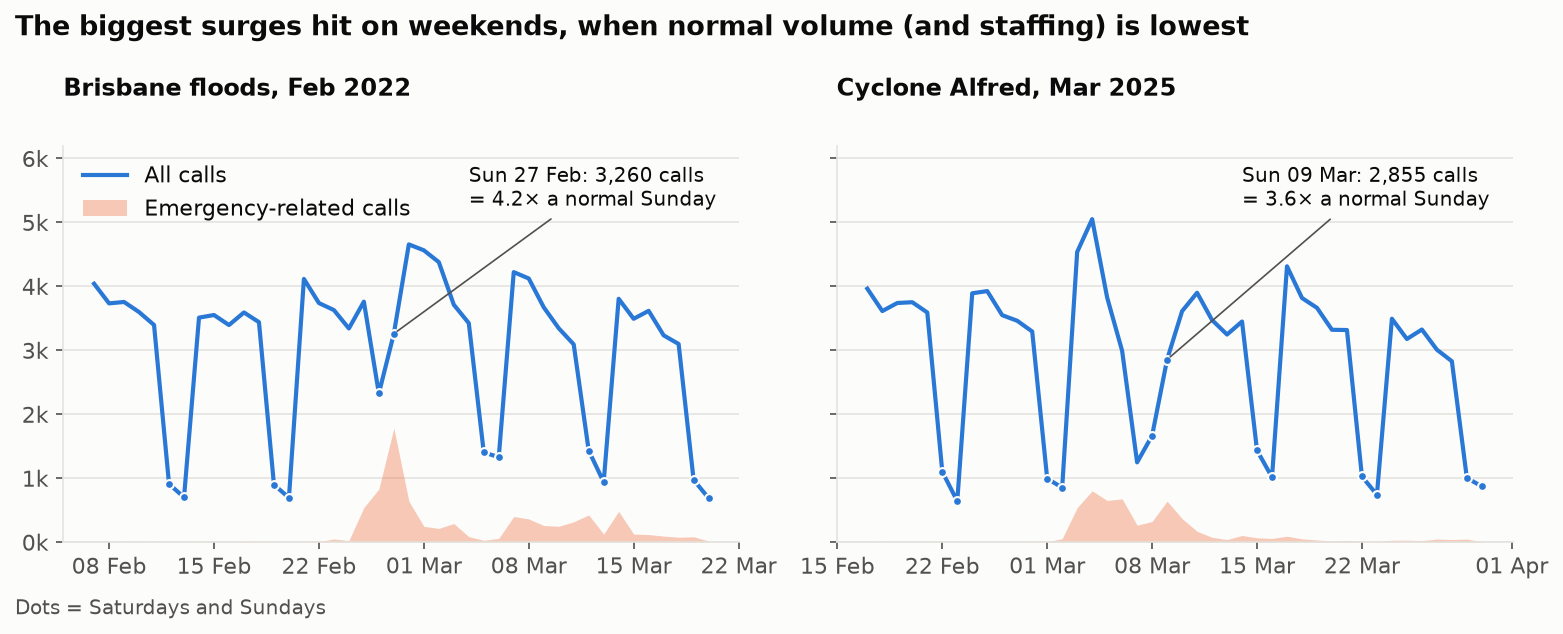 The biggest surges hit on weekends, when normal volume (and staffing) is lowest
Brisbane floods, Feb 2022
6k
5k
4k
3k
2k
1k
0k
All calls
Emergency-related calls
Sun 27 Feb: 3,260 calls
= 4.2× a normal Sunday
08 Feb
15 Feb
22 Feb
01 Mar
08 Mar
15 Mar
22 Mar
Cyclone Alfred, Mar 2025
Sun 09 Mar: 2,855 calls
= 3.6× a normal Sunday
15 Feb
22 Feb
01 Mar
08 Mar
15 Mar
22 Mar
01 Apr
Dots = Saturdays and Sundays